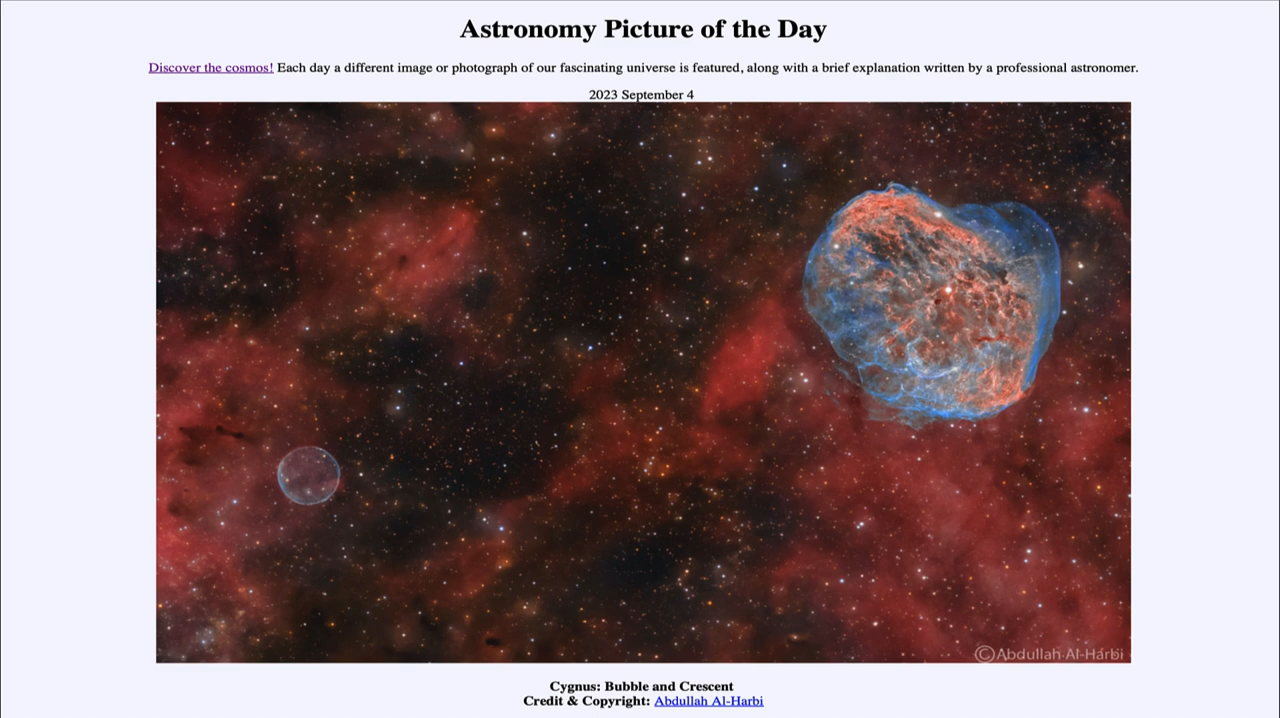 Astronomy Picture of the Day
Discover the cosmos! Each day a different image or photograph of our fascinating universe is featured, along with a brief explanation written by a professional astronomer.
2023 September 4
©Abdullah Al-Harbi
Cygnus: Bubble and Crescent
Credit & Copyright: Abdullah Al-Harbi